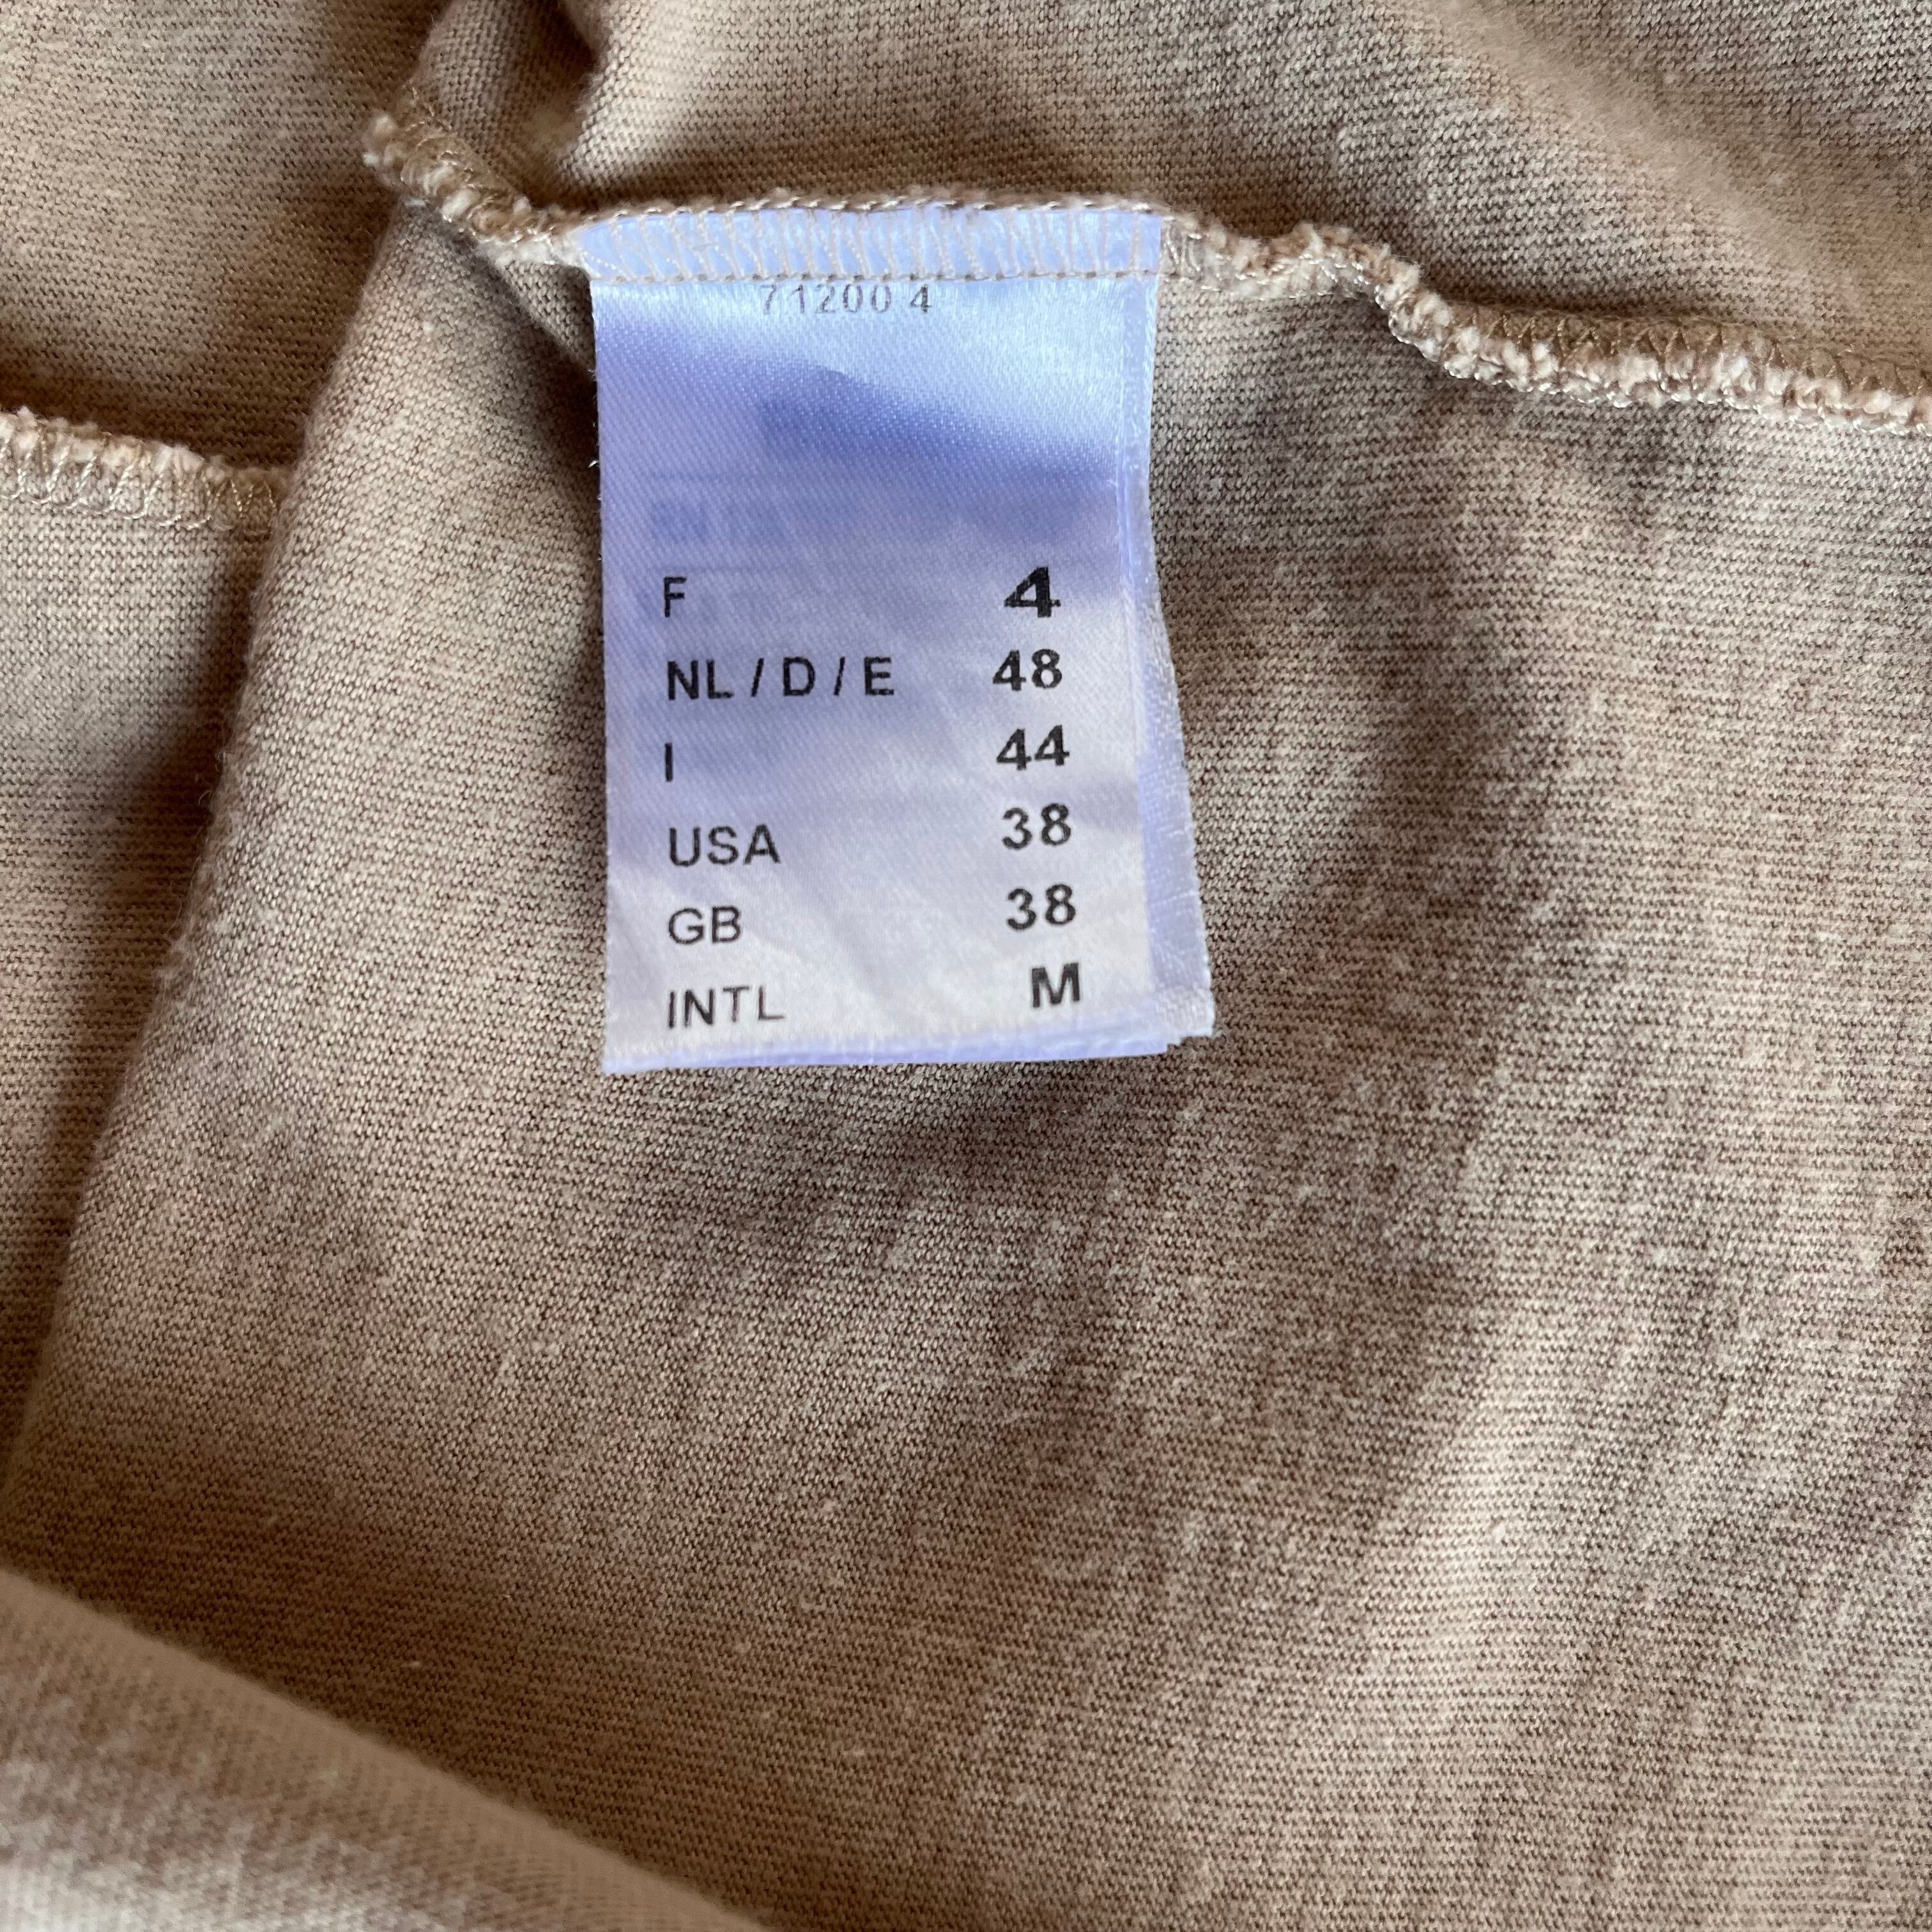 71200 4
F 4
NL / D / E 48
I 44
USA 38
GB 38
INTL M